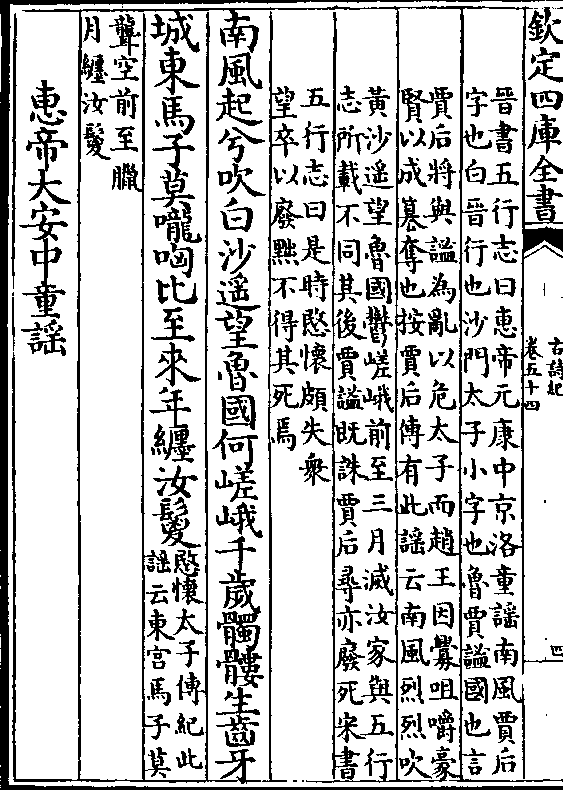 欽定四庫全書
古詩紀
卷五十四
四
晉書五行志曰惠帝元康中京洛童謠南風賈后
字也白晉行也沙門太子小字也魯賈謐國也言
賈后將與謐為亂以危太子而趙王因釁咀嚼豪
賢以成簒奪也按賈后傳有此謠云南風烈烈吹
黃沙遥望魯國鬱嵯峨前至三月滅汝家與五行
志所載不同其後賈謐既誅賈后尋亦廢死宋書
五行志曰是時愍懷頗失衆
望卒以廢黜不得其死焉
南風起兮吹白沙遥望魯國何嵯峨千歲髑髏生齒牙
城東馬子莫嚨哅比至來年纏汝鬉
愍懷太子傳紀此
謠云東宮馬子莫
聾空前至臘
月纏汝鬉
惠帝大安中童謠